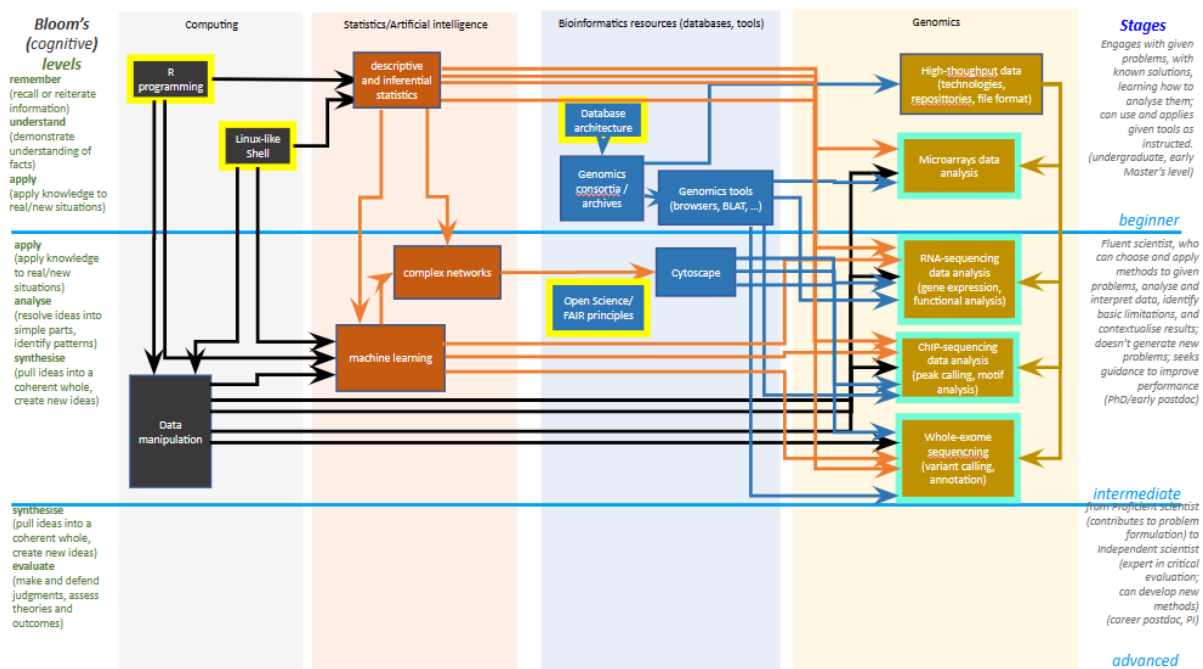 Bloom's
(cognitive)
levels
remember
(recall or reiterate
information)
understand
(demonstrate
understanding of
facts)
apply
(apply knowledge to
real/new situations)
apply
(apply knowledge to
real/new
situations)
analyse
(resolve ideas into
simple parts,
identify patterns)
synthesise
(pull ideas into a
coherent whole,
create new ideas)
synthesise
(pull ideas into a
coherent whole,
create new ideas)
evaluate
(make and defend
judgments, assess
theories and
outcomes)
Computing
R
programming
Linux-like
Shell
Data
manipulation
Statistics/Artificial intelligence
descriptive
and inferential
statistics
complex networks
machine learning
Bioinformatics resources (databases, tools)
Database
architecture
Genomics
consortia /
archives
Genomics tools
(browsers, BLAT, ...)
Cytoscape
Open Science/
FAIR principles
Genomics
High-thoughput data
(technologies,
reposittories, file format)
Microarrays data
analysis
RNA-sequencing
data analysis
(gene expression,
functional analysis)
ChIP-sequencing
data analysis
(peak calling, motif
analysis)
Whole-exome
sequencning
(variant calling,
annotation)
Stages
Engages with given
problems, with
known solutions,
learning how to
analyse them;
can use and applies
given tools as
instructed.
(undergraduate, early
Master's level)
beginner
Fluent scientist, who
can choose and apply
methods to given
problems, analyse and
interpret data, identify
basic limitations, and
contextualise results;
doesn't generate new
problems; seeks
guidance to improve
performance
(PhD/early postdoc)
intermediate
from Proficient scientist
(contributes to problem
formulation) to
Independent scientist
(expert in critical
evaluation;
can develop new
methods)
(career postdoc, PI)
advanced